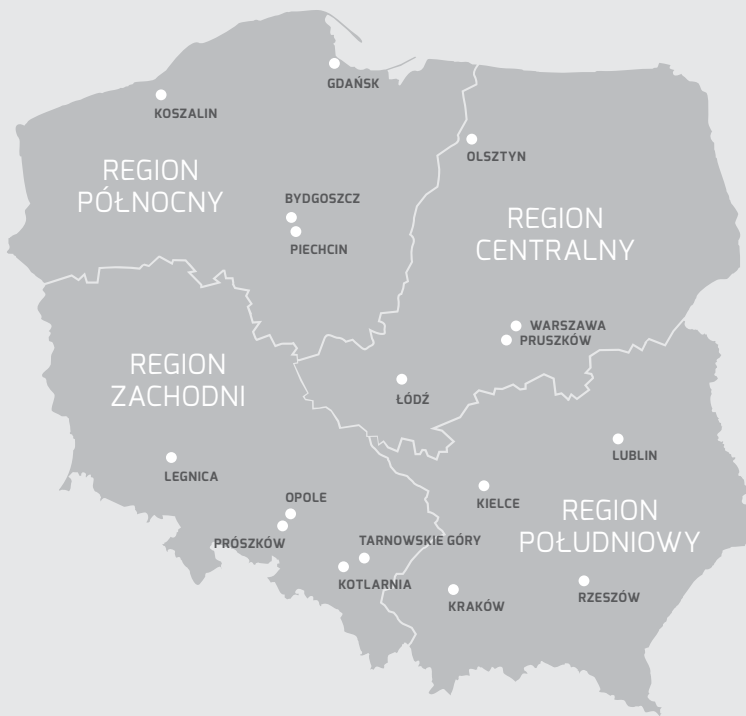 GDAŃSK
KOSZALIN
OLSZTYN
REGION
PÓŁNOCNY
BYDGOSZCZ
PIECHCIN
REGION
CENTRALNY
WARSZAWA
PRUSZKÓW
REGION
ZACHODNI
ŁÓDŹ
LUBLIN
LEGNICA
OPOLE
PRÓSZKÓW
TARNOWSKIE GÓRY
KOTLARNIA
KIELCE
REGION
POŁUDNIOWY
KRAKÓW
RZESZÓW